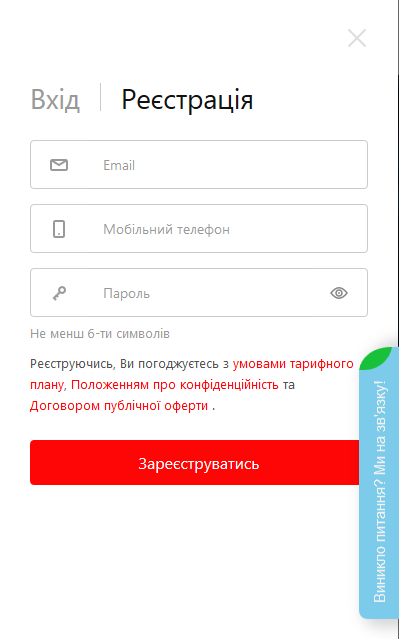 Вхід
Реєстрація
Email
Мобільний телефон
Пароль
Не менш 6-ти символів
Реєструючись, Ви погоджуєтесь з умовами тарифного
плану, Положенням про конфіденційність та
Договором публічної оферти .
Зареєструватись
Виникло питання? Ми на зв'язку!